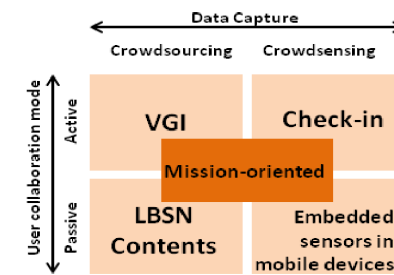 Data Capture
Crowdsourcing Crowdsensing
User collaboration mode
Active
VGI
Check-in
Mission-oriented
Passive
LBSN
Contents
Embedded
sensors in
mobile devices